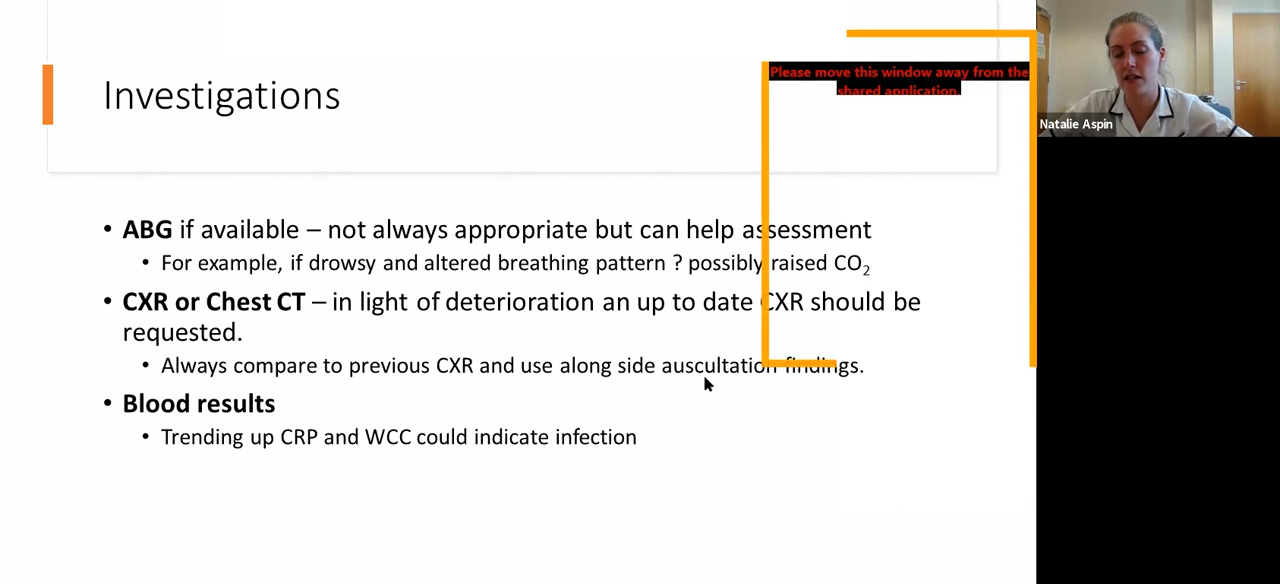 Investigations
Please move this window away from the
shared application.
Natalie Aspin
• ABG if available – not always appropriate but can help assessment
• For example, if drowsy and altered breathing pattern ? possibly raised CO₂
• CXR or Chest CT – in light of deterioration an up to date CXR should be
requested.
• Always compare to previous CXR and use along side auscultation findings.
• Blood results
• Trending up CRP and WCC could indicate infection